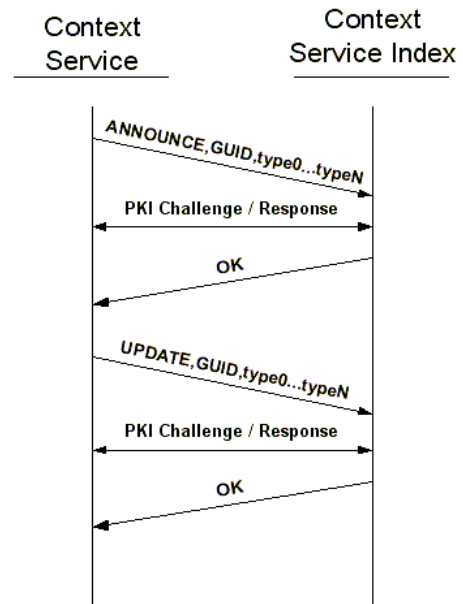 Context
Service
Context
Service Index
ANNOUNCE,GUID,type0...typeN
PKI Challenge / Response
OK
UPDATE,GUID,type0...typeN
PKI Challenge / Response
OK